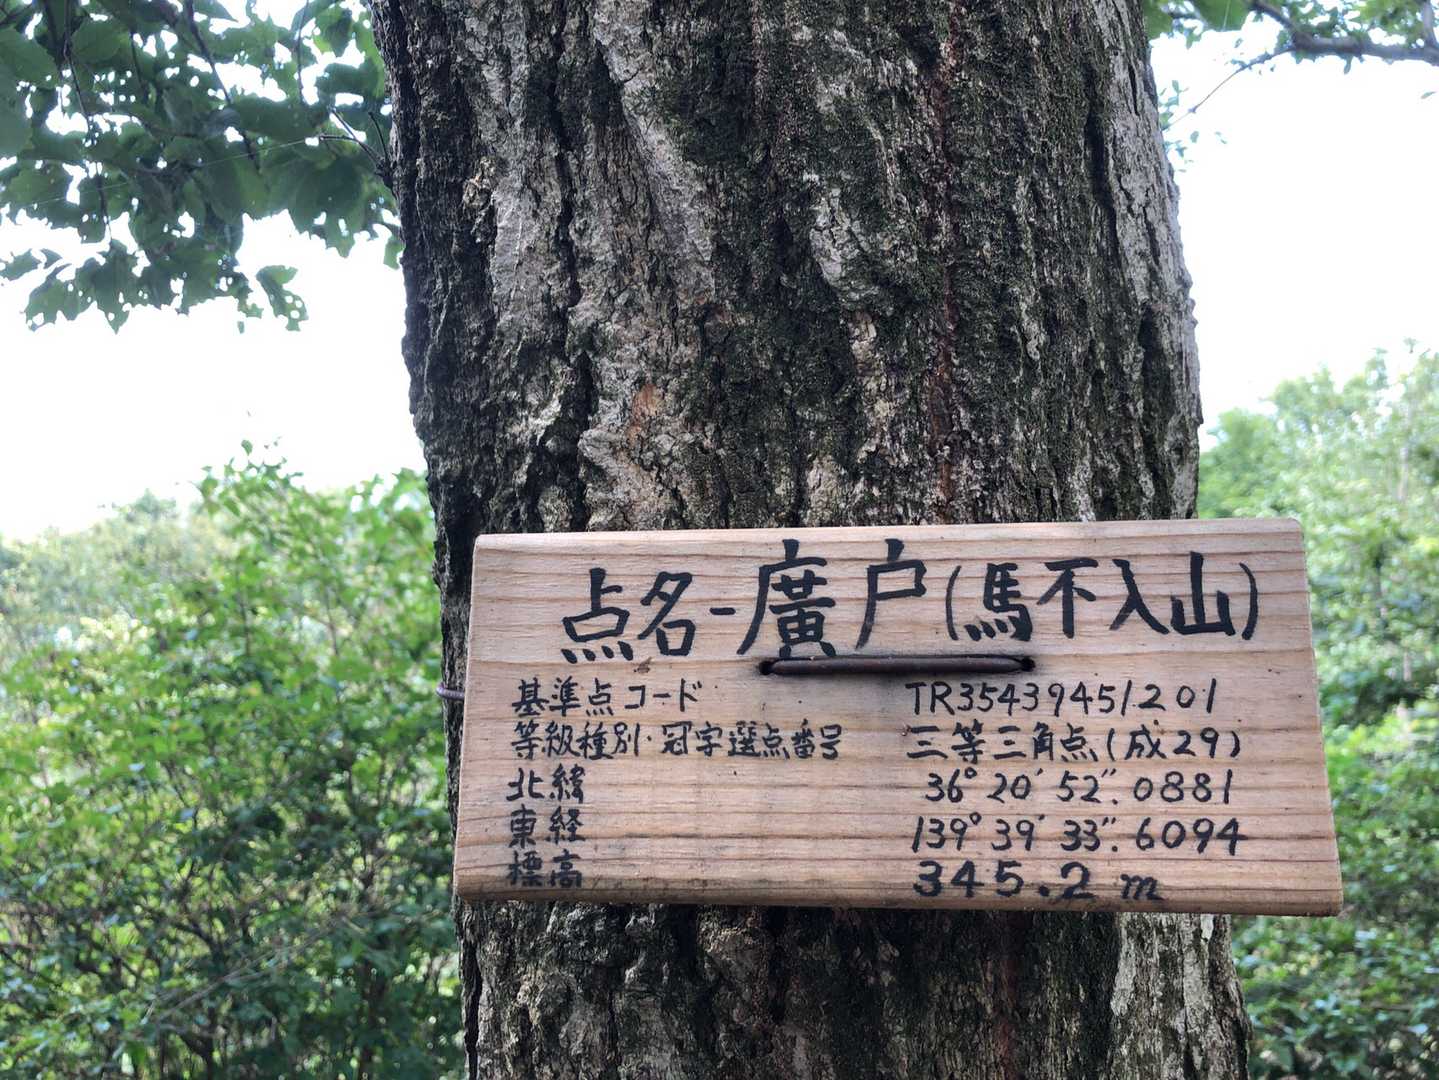 点名-廣戸(馬不入山)
基準点コード TR35439451201
等級種別・冠字選点番号 三等三角点(成29)
北緯 36°20′52″.0881
東経 139°39′33″.6094
標高 345.2m